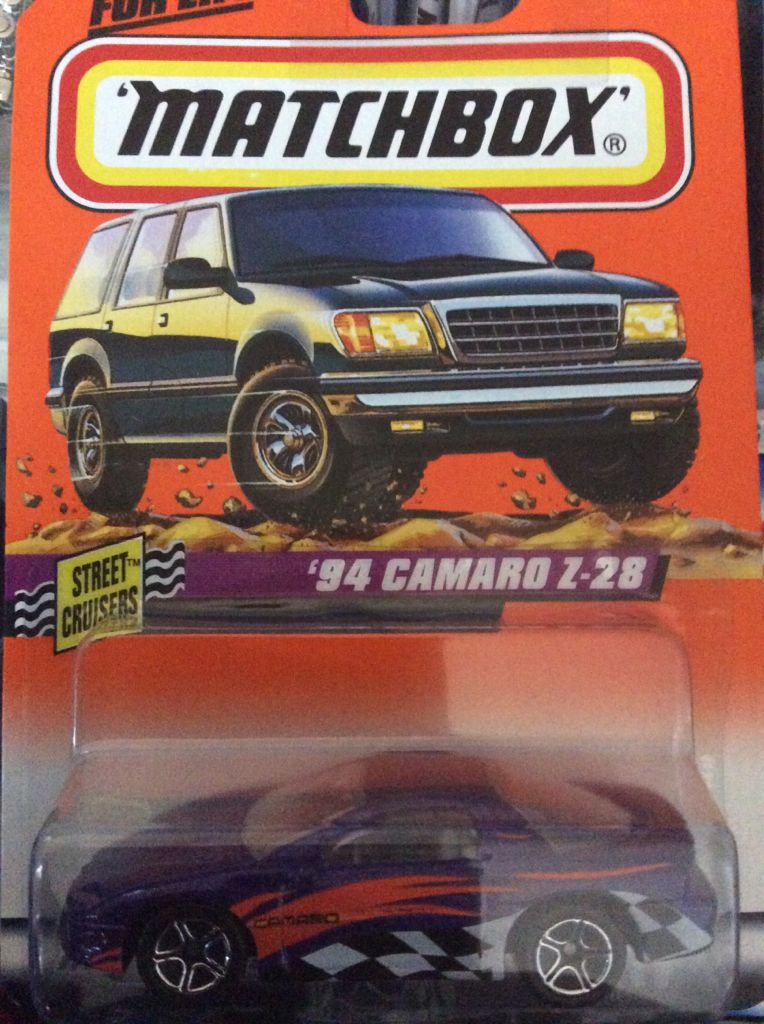 'MATCHBOX'®
STREET™
CRUISERS
'94 CAMARO Z-28
CAMARO